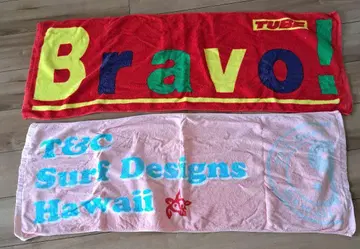 TUBE
Bravo!
T&C
Surf Designs
Hawaii